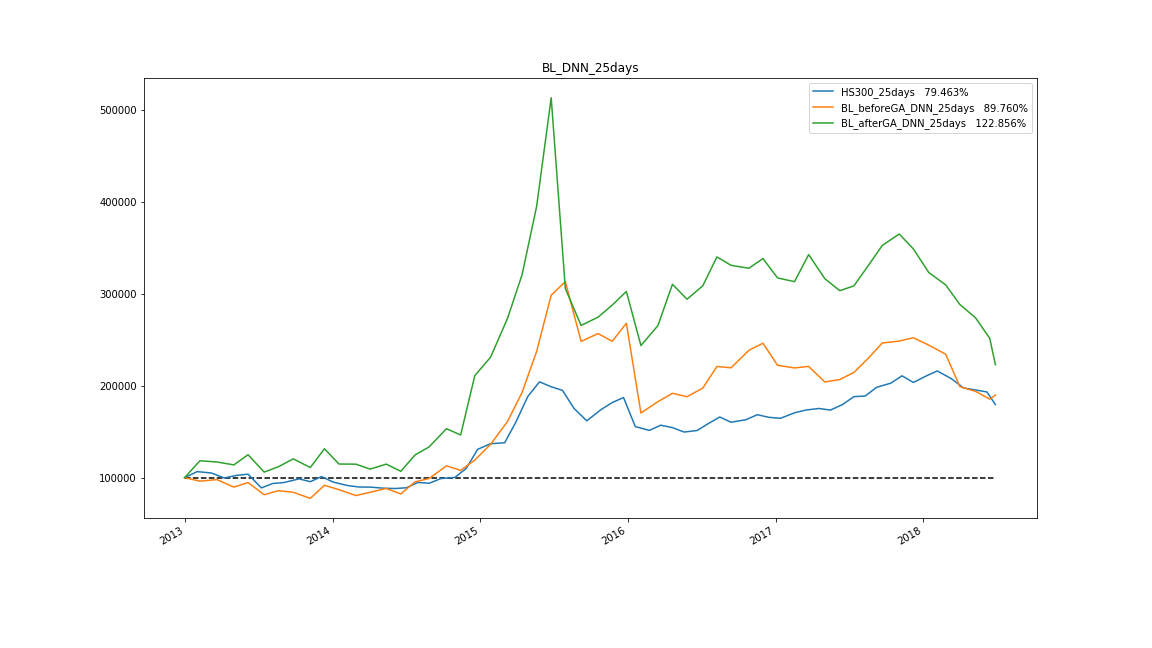 BL_DNN_25days
HS300_25days 79.463%
BL_beforeGA_DNN_25days 89.760%
BL_afterGA_DNN_25days 122.856%
500000
400000
300000
200000
100000
2013
2014
2015
2016
2017
2018